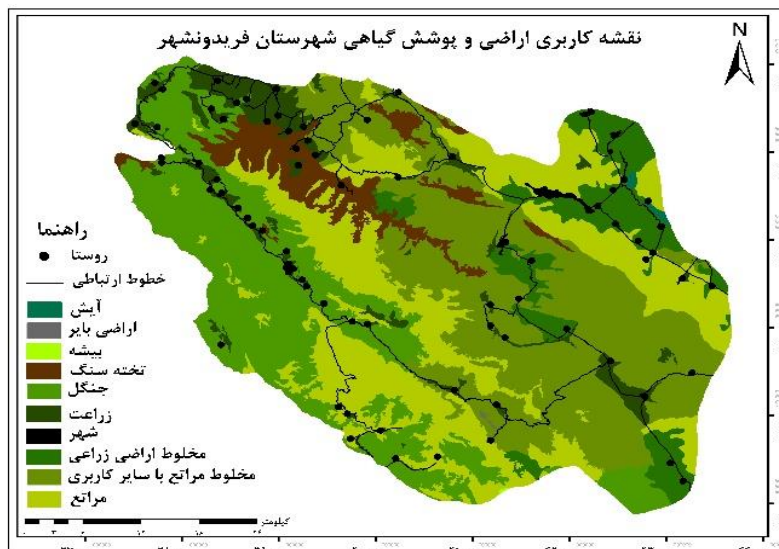 نقشه کاربری اراضی و پوشش گیاهی شهرستان فریدونشهر
N
راهنما
روستا
خطوط ارتباطی
آیش
اراضی بایر
بیشه
تخته سنگ
جنگل
زراعت
شهر
مخلوط اراضی زراعی
مخلوط مراتع با سایر کاربری
مراتع
کیلومتر